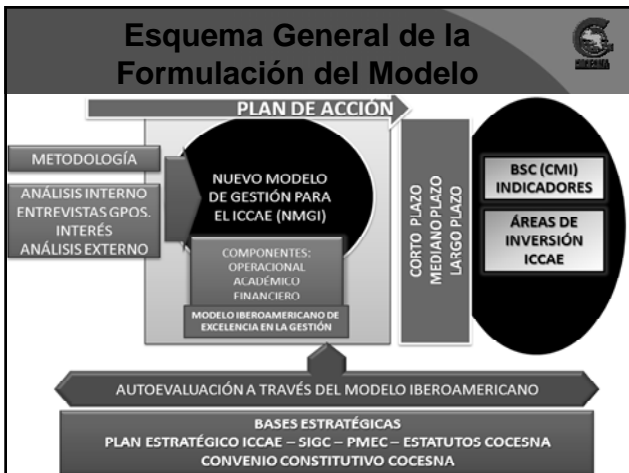 Esquema General de la
Formulación del Modelo
PLAN DE ACCIÓN
METODOLOGÍA
ANÁLISIS INTERNO
ENTREVISTAS GPOS.
INTERÉS
ANÁLISIS EXTERNO
NUEVO MODELO
DE GESTIÓN PARA
EL ICCAE (NMGI)
COMPONENTES:
OPERACIONAL
ACADÉMICO
FINANCIERO
MODELO IBEROAMERICANO DE
EXCELENCIA EN LA GESTIÓN
CORTO PLAZO
MEDIANO PLAZO
LARGO PLAZO
BSC (CMI)
INDICADORES
ÁREAS DE
INVERSIÓN
ICCAE
AUTOEVALUACIÓN A TRAVÉS DEL MODELO IBEROAMERICANO
BASES ESTRATÉGICAS
PLAN ESTRATÉGICO ICCAE – SIGC – PMEC – ESTATUTOS COCESNA
CONVENIO CONSTITUTIVO COCESNA